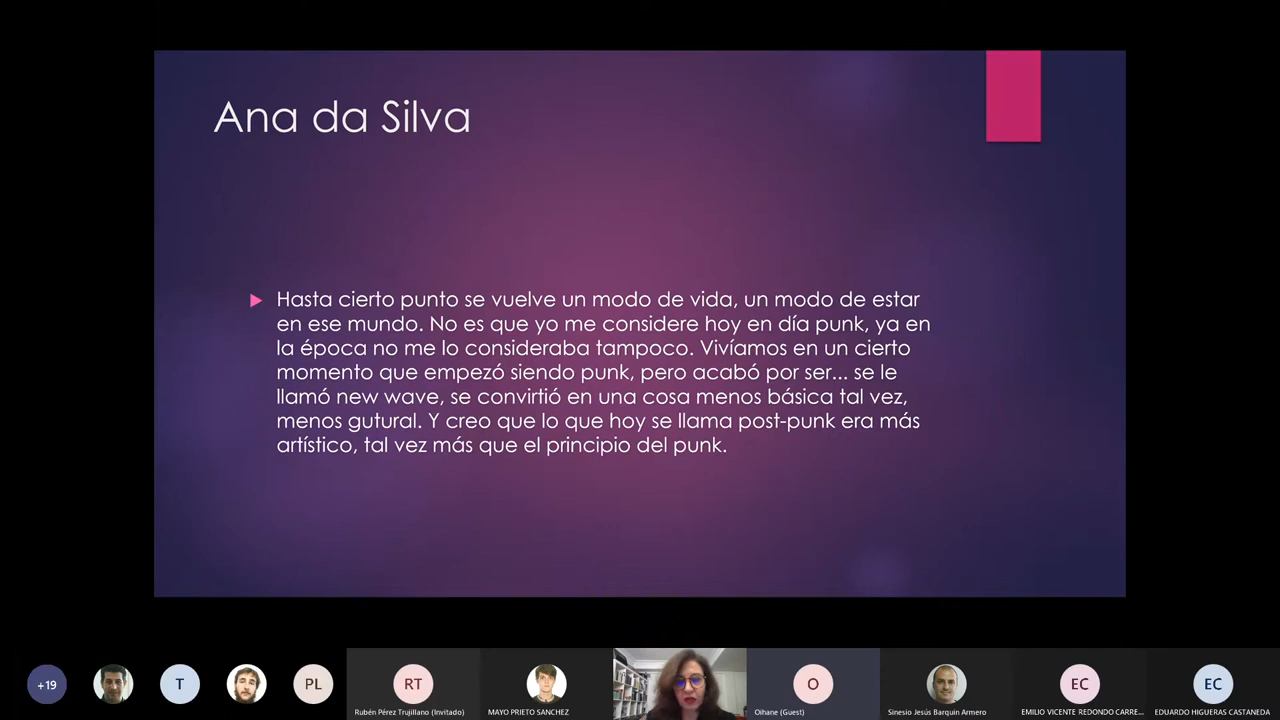 Ana da Silva
Hasta cierto punto se vuelve un modo de vida, un modo de estar
en ese mundo. No es que yo me considere hoy en día punk, ya en
la época no me lo consideraba tampoco. Vivíamos en un cierto
momento que empezó siendo punk, pero acabó por ser... se le
llamó new wave, se convirtió en una cosa menos básica tal vez,
menos gutural. Y creo que lo que hoy se llama post-punk era más
artístico, tal vez más que el principio del punk.
+19
T
PL
RT
O
EC
EC
Rubén Pérez Trujillano (Invitado)
MAYO PRIETO SANCHEZ
Oihane (Guest)
Sinesio Jesús Barquin Armero
EMILIO VICENTE REDONDO CARRE...
EDUARDO HIGUERAS CASTANEDA